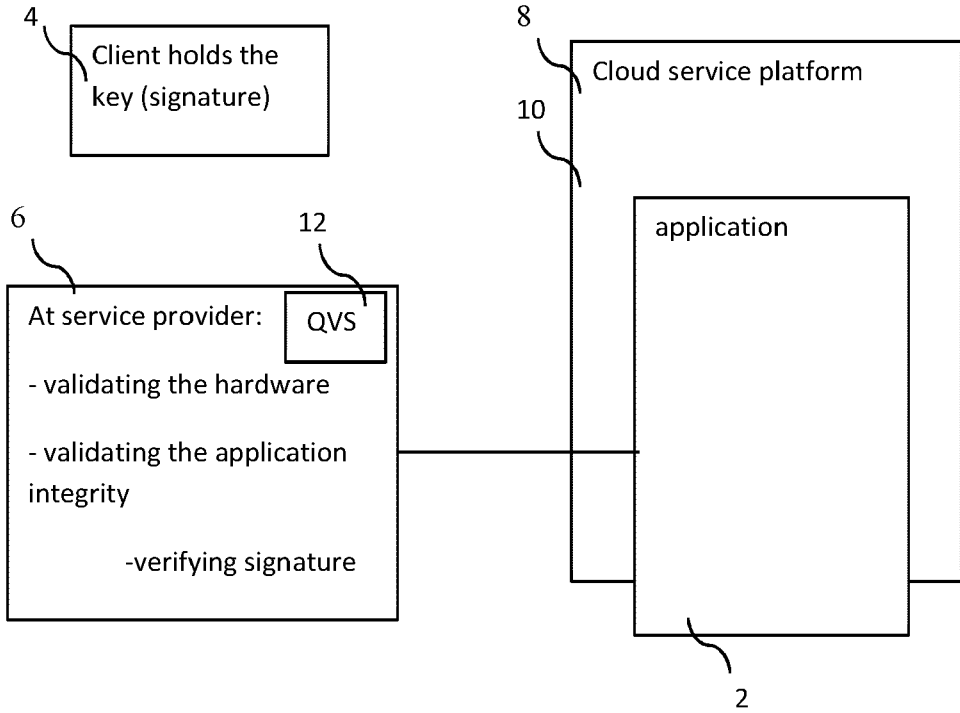 4
Client holds the
key (signature)
8
Cloud service platform
10
application
6
12
At service provider:
QVS
- validating the hardware
- validating the application
integrity
-verifying signature
2